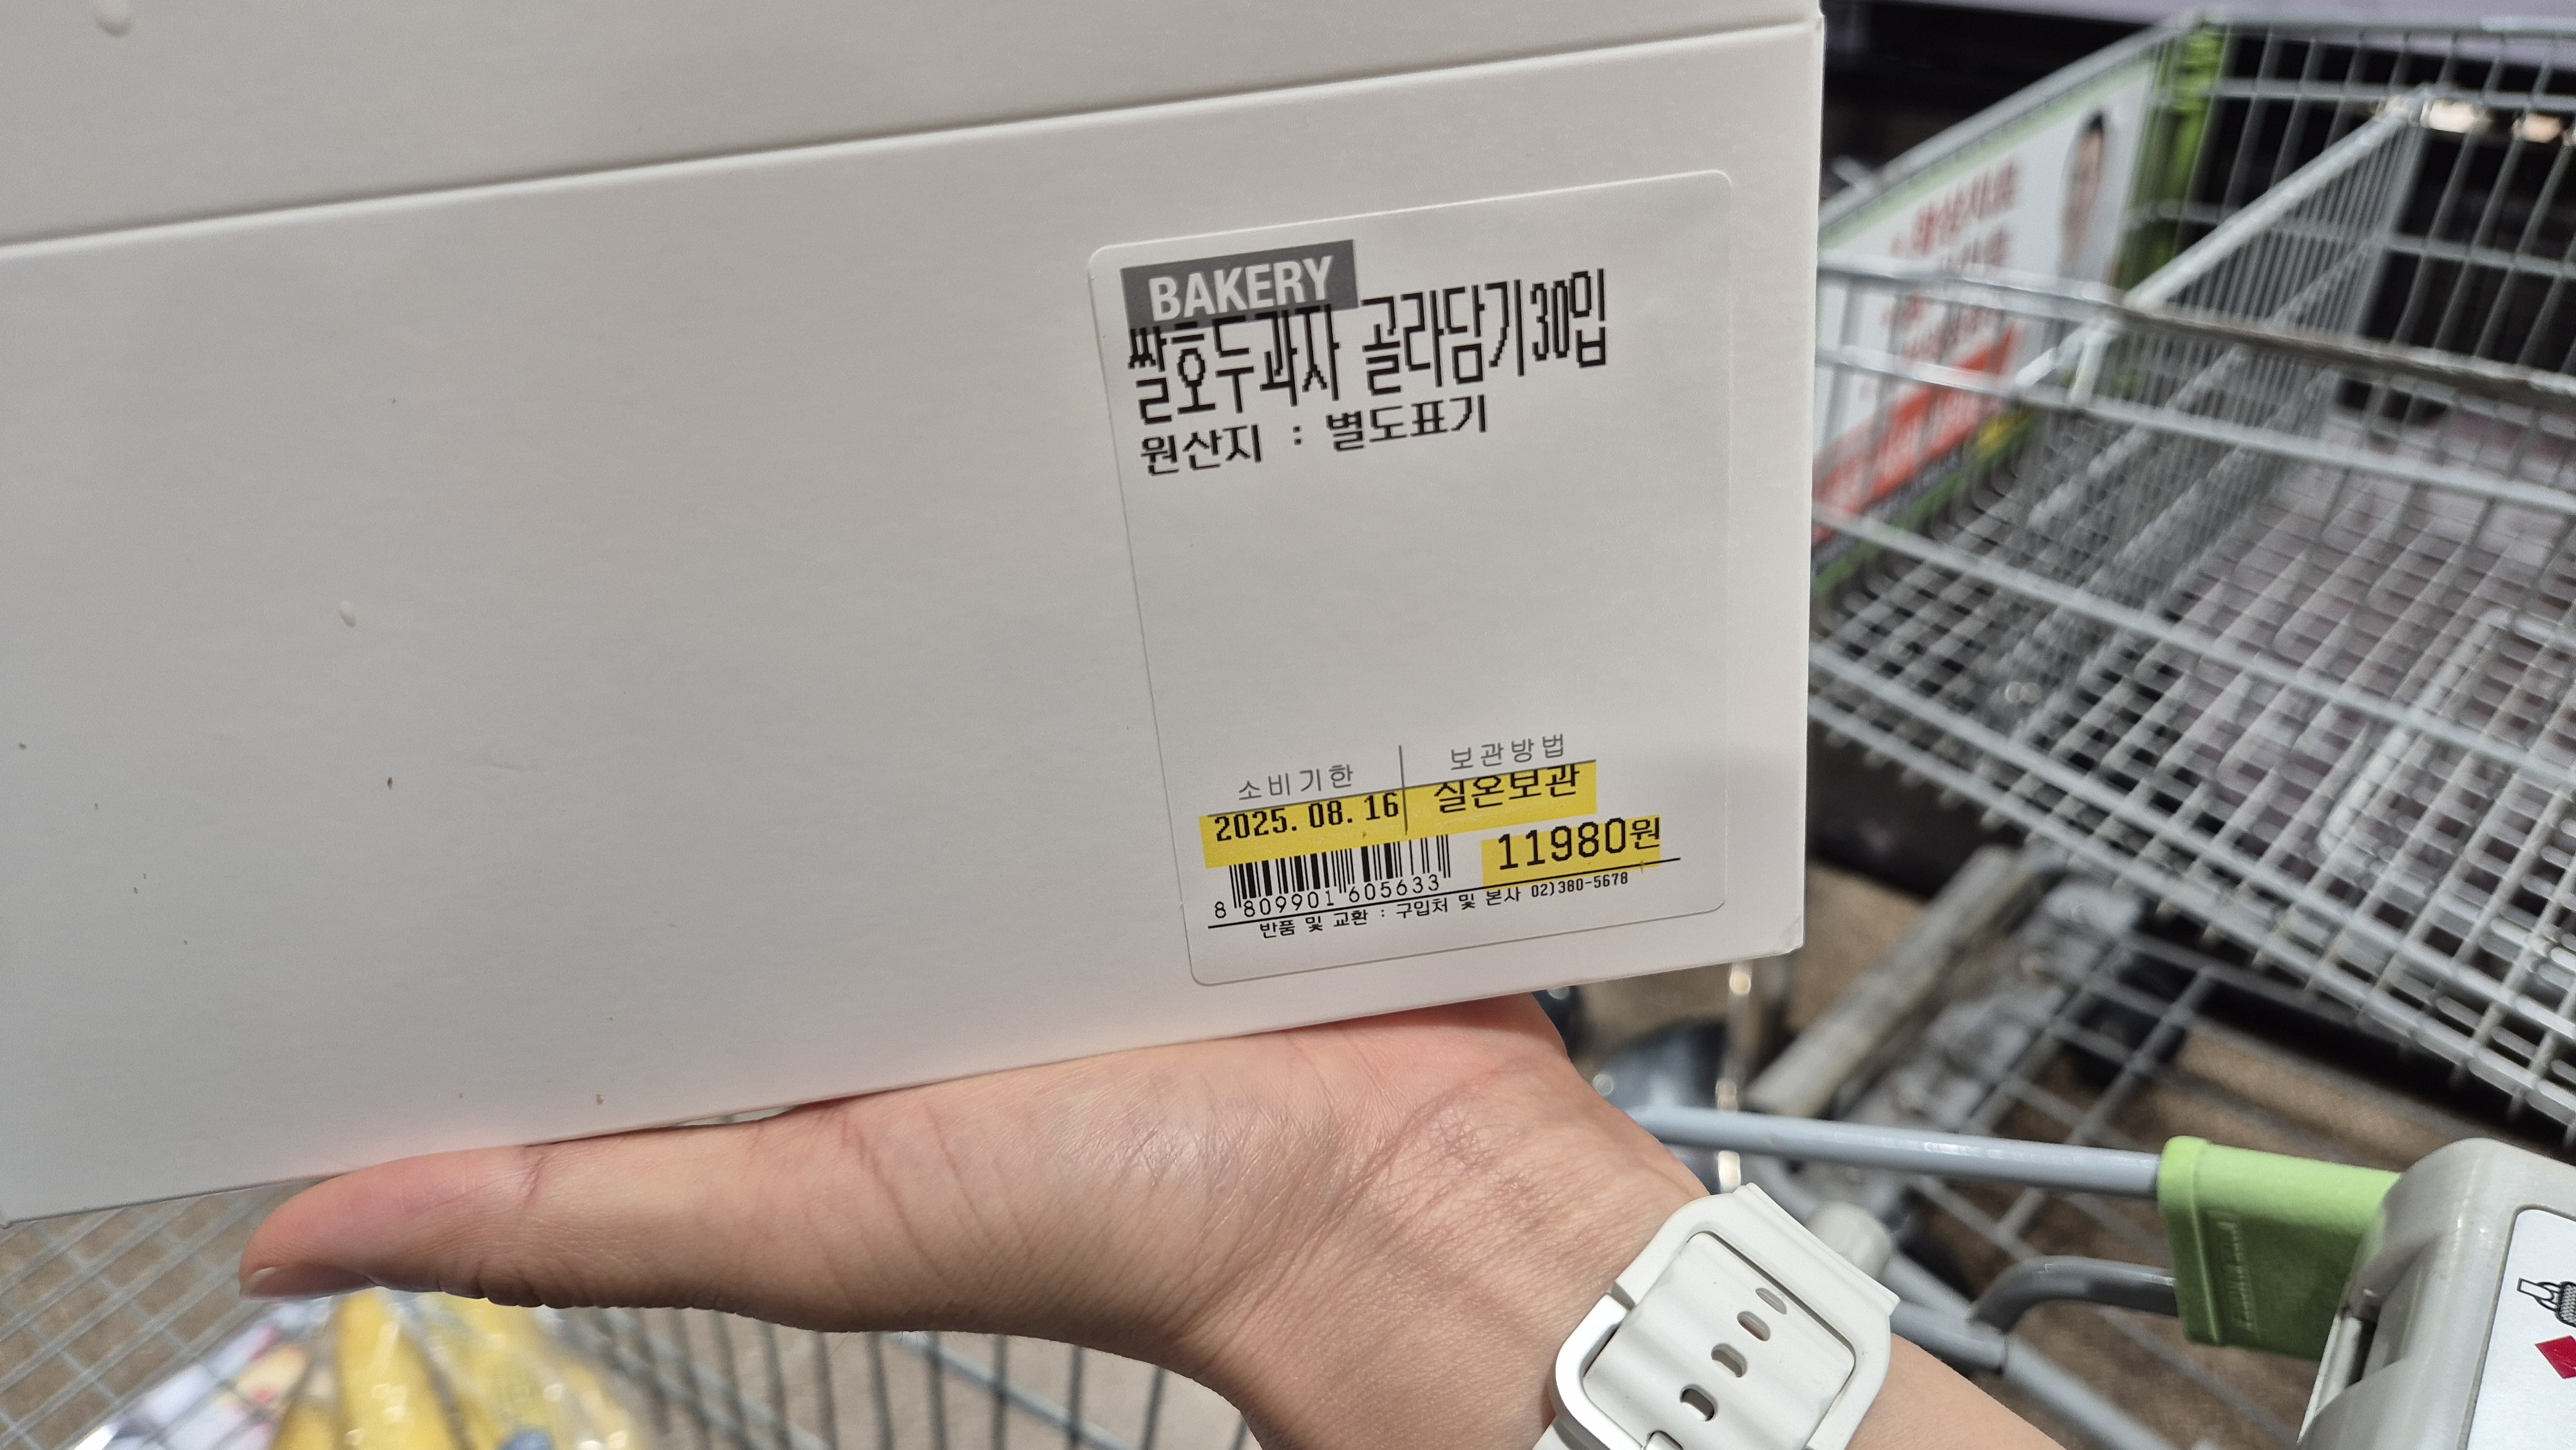 BAKERY
쌀호두과자 골라담기30입
원산지 : 별도표기
소비기한 보관방법
2025. 08. 16 실온보관
11980원
8 809901 605633
반품 및 교환 : 구입처 및 본사 02)380-5678